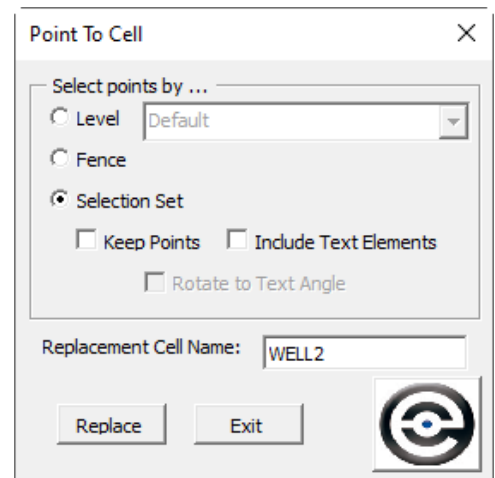 Point To Cell
Select points by ...
Level Default
Fence
Selection Set
Keep Points Include Text Elements
Rotate to Text Angle
Replacement Cell Name: WELL2
Replace Exit